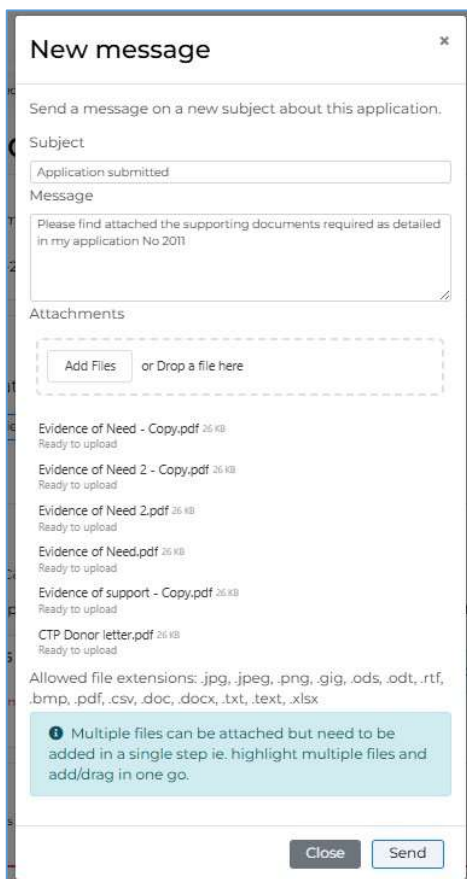 New message
×
Send a message on a new subject about this application.
Subject
Application submitted
Message
Please find attached the supporting documents required as detailed
in my application No 2011
Attachments
Add Files or Drop a file here
Evidence of Need - Copy.pdf 26 KB
Ready to upload
Evidence of Need 2 - Copy.pdf 26 KB
Ready to upload
Evidence of Need 2.pdf 26 KB
Ready to upload
Evidence of Need.pdf 26 KB
Ready to upload
Evidence of support - Copy.pdf 26 KB
Ready to upload
CTP Donor letter.pdf 26 KB
Ready to upload
Allowed file extensions: .jpg, .jpeg, .png, .gig, .ods, .odt, .rtf,
.bmp, .pdf, .csv, .doc, .docx, .txt, .text, .xlsx
Multiple files can be attached but need to be
added in a single step ie. highlight multiple files and
add/drag in one go.
Close Send